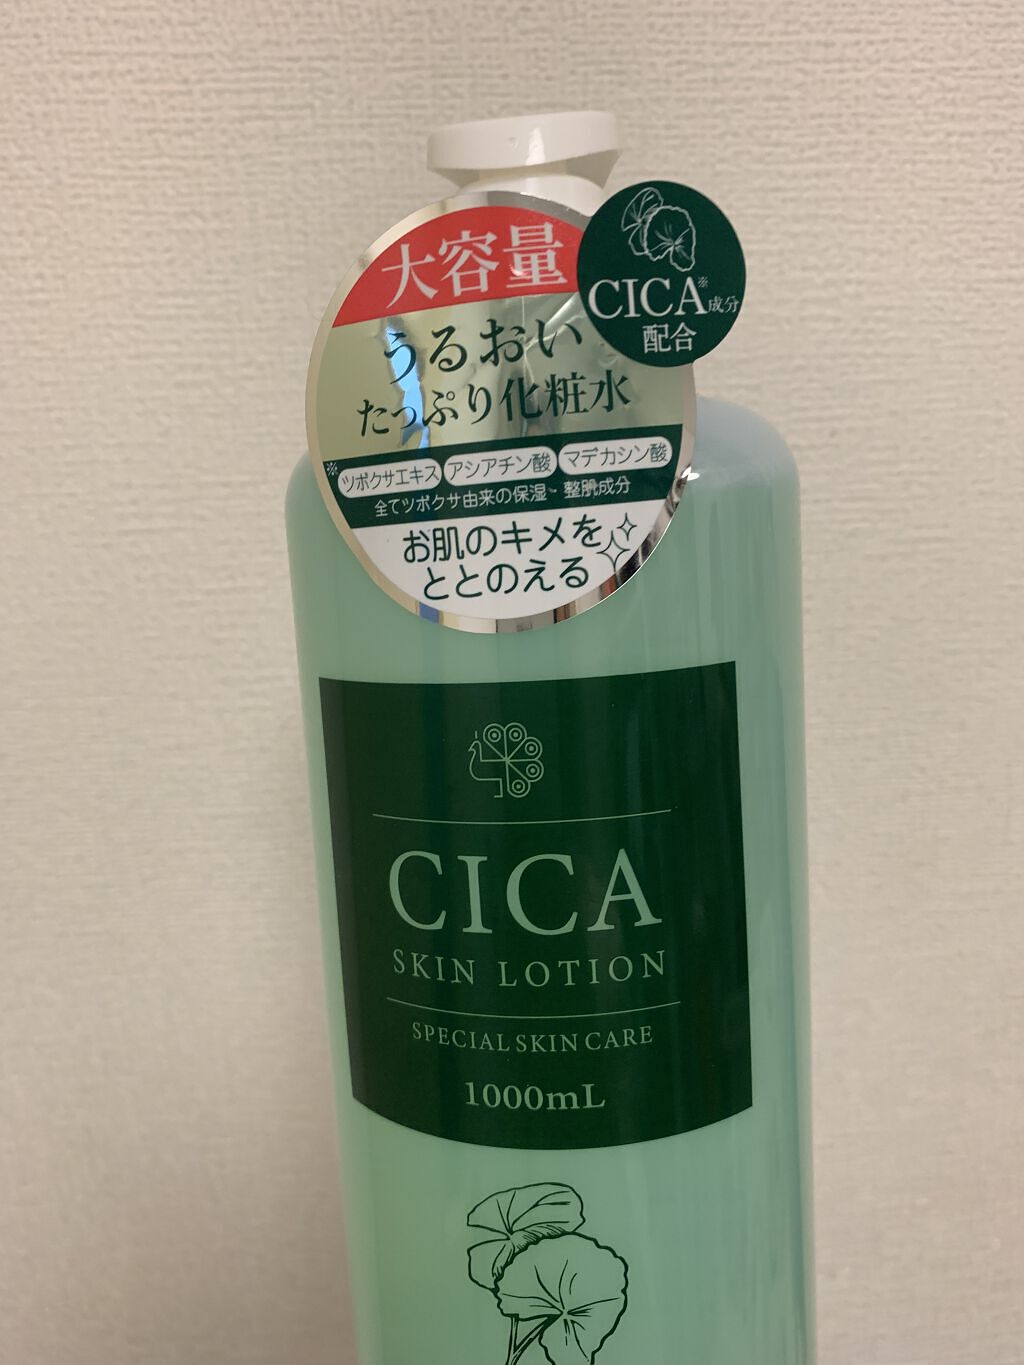 大容量
うるおい
たっぷり化粧水
CICA※成分
配合
※ツボクサエキス アシアチン酸 マデカシン酸
全てツボクサ由来の保湿・整肌成分
お肌のキメを
ととのえる
CICA
SKIN LOTION
SPECIAL SKIN CARE
1000mL